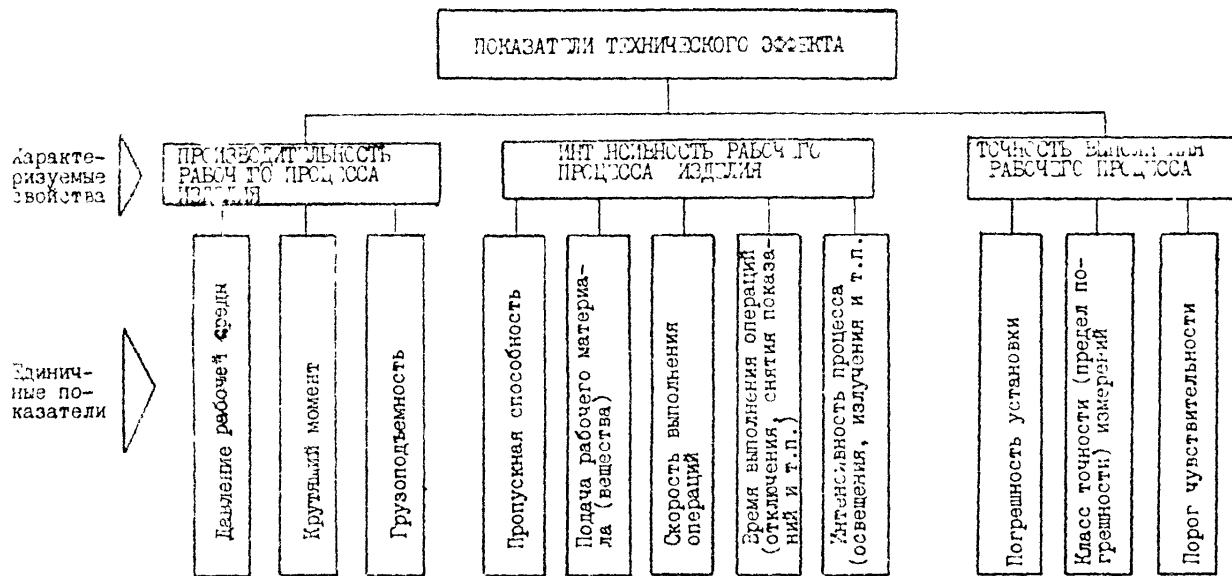 ПОКАЗАТЕЛИ ТЕХНИЧЕСКОГО ЭФФЕКТА
Характе-
ризуемые
свойства
ПРОИЗВОДИТЕЛЬНОСТЬ
РАБОЧЕГО ПРОЦЕССА
ИЗДЕЛИЯ
ИНТЕНСИВНОСТЬ РАБОЧЕГО
ПРОЦЕССА ИЗДЕЛИЯ
ТОЧНОСТЬ ВЫПОЛНЕНИЯ
РАБОЧЕГО ПРОЦЕССА
Единич-
ные по-
казатели
Давление рабочей среды
Крутящий момент
Грузоподъемность
Пропускная способность
Подача рабочего материа-
ла (вещества)
Скорость выполнения
операций
Время выполнения операций
(отключения, снятия показа-
ний и т.п.)
Интенсивность процесса
(освещения, излучения и т.п.
Погрешность установки
Класс точности (предел по-
грешности) измерений
Порог чувствительности